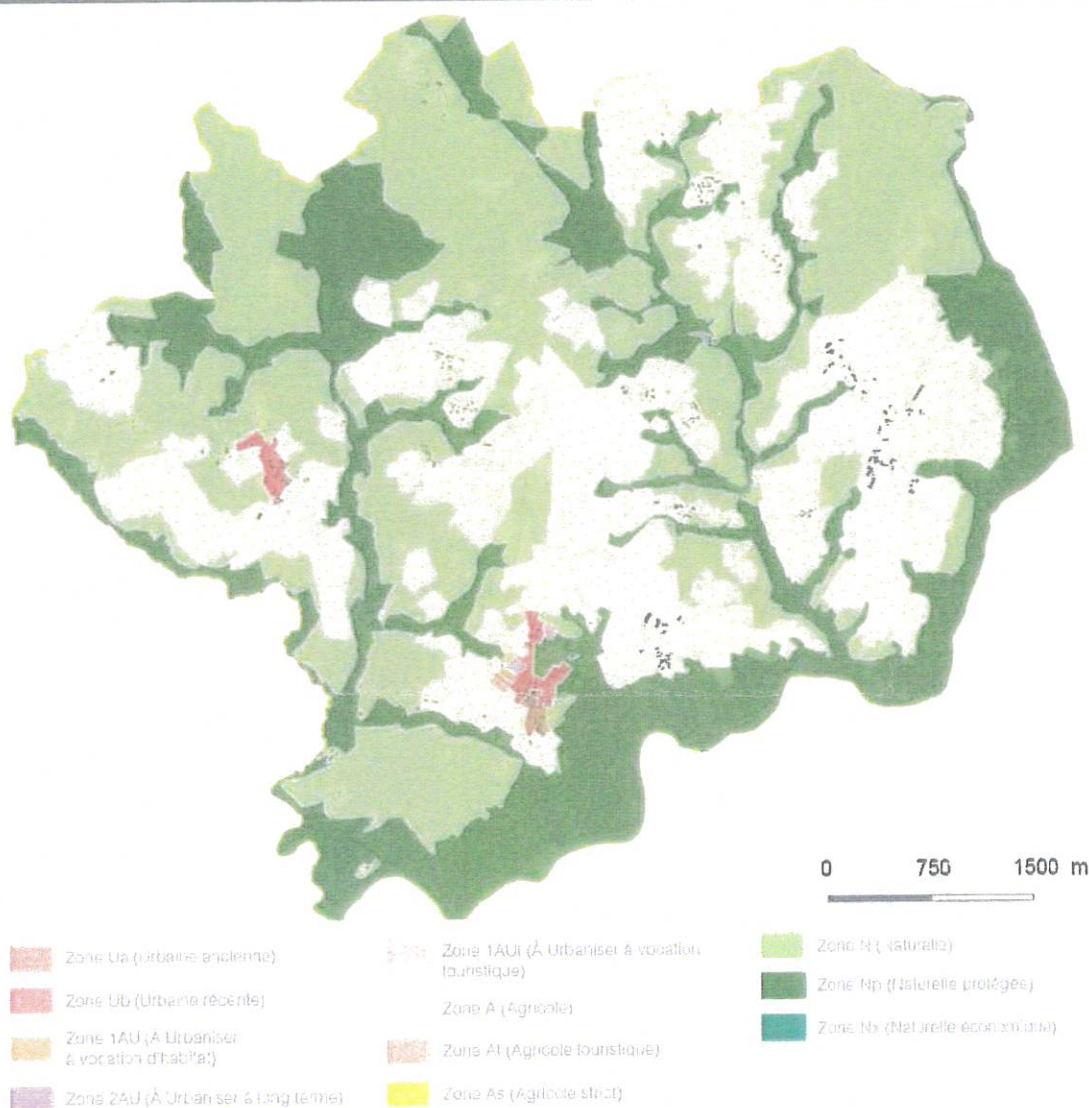 0 750 1500 m
Zone Ua (Urbaine ancienne)
Zone Ub (Urbaine récente)
Zone 1AU (À Urbaniser
à vocation d'habitat)
Zone 2AU (À Urbaniser à long terme)
Zone 1AUt (À Urbaniser à vocation
touristique)
Zone A (Agricole)
Zone At (Agricole touristique)
Zone As (Agricole strict)
Zone N (Naturelle)
Zone Np (Naturelle protégée)
Zone Nx (Naturelle économique)